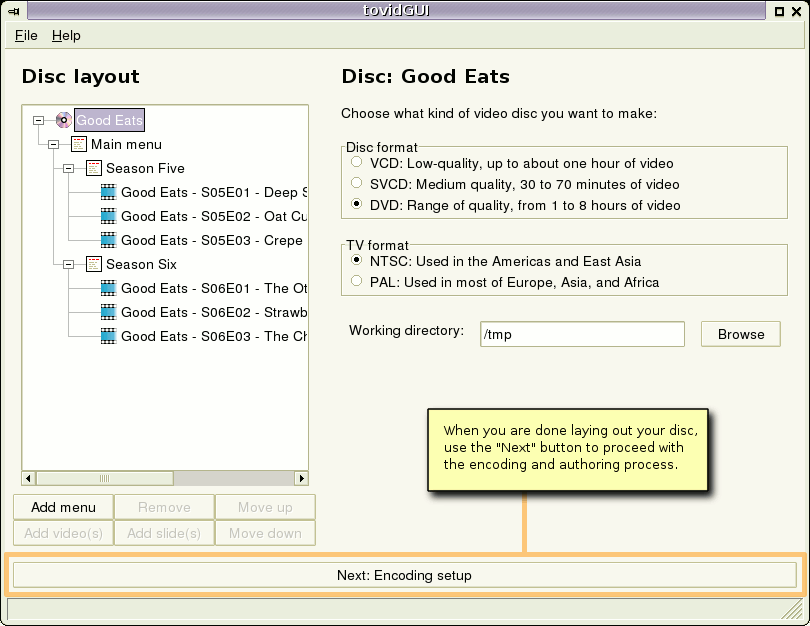 tovidGUI
File Help
Disc layout
Good Eats
Main menu
Season Five
Good Eats - S05E01 - Deep
Good Eats - S05E02 - Oat
Good Eats - S05E03 - Crepe
Season Six
Good Eats - S06E01 - The
Good Eats - S06E02 -
Good Eats - S06E03 - The
Add menu Remove Move up
Add video(s) Add slide(s) Move down
Disc: Good Eats
Choose what kind of video disc you want to make:
Disc format
VCD: Low-quality, up to about one hour of video
SVCD: Medium quality, 30 to 70 minutes of video
DVD: Range of quality, from 1 to 8 hours of video
TV format
NTSC: Used in the Americas and East Asia
PAL: Used in most of Europe, Asia, and Africa
Working directory: /tmp Browse
When you are done laying out your disc,
use the "Next" button to proceed with
the encoding and authoring process.
Next: Encoding setup